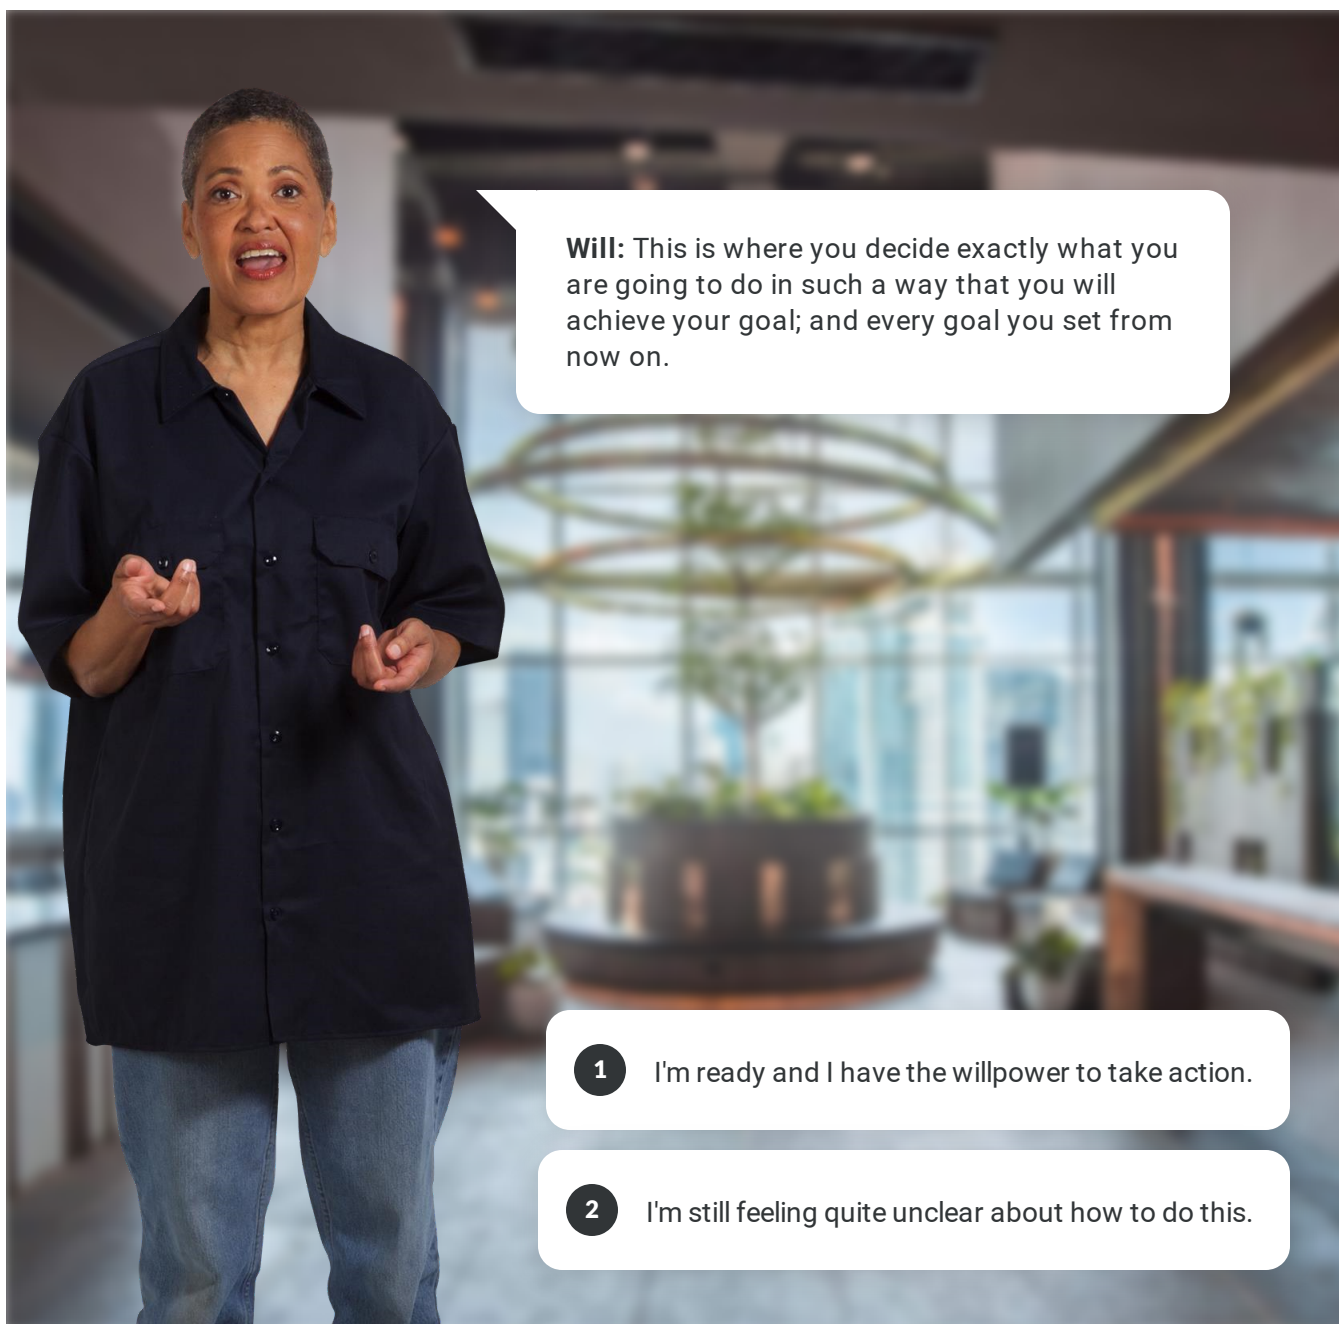 Will: This is where you decide exactly what you
are going to do in such a way that you will
achieve your goal; and every goal you set from
now on.
1 I'm ready and I have the willpower to take action.
2 I'm still feeling quite unclear about how to do this.